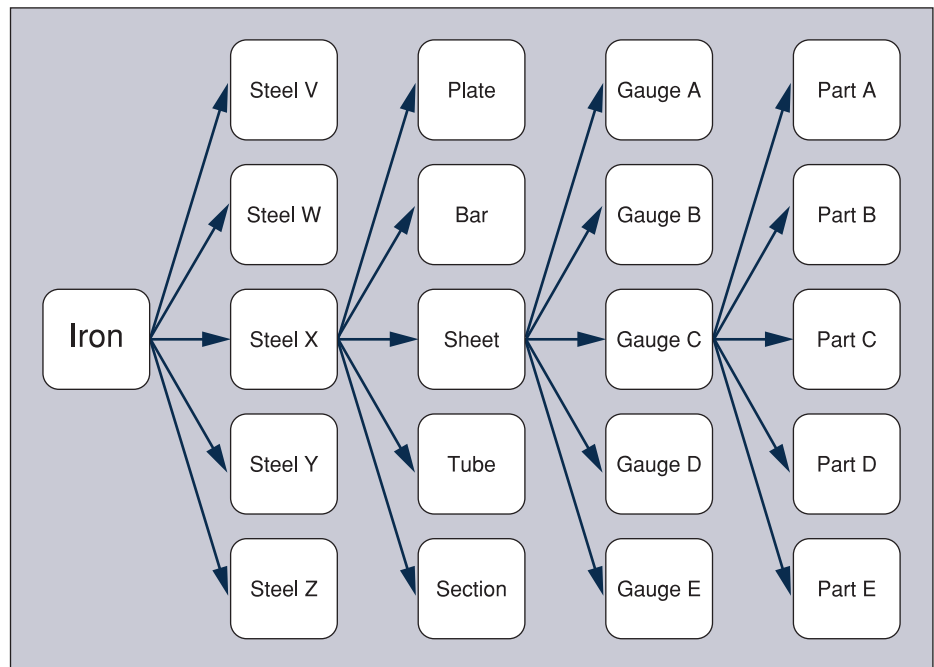 Iron
Steel V
Steel W
Steel X
Steel Y
Steel Z
Plate
Bar
Sheet
Tube
Section
Gauge A
Gauge B
Gauge C
Gauge D
Gauge E
Part A
Part B
Part C
Part D
Part E